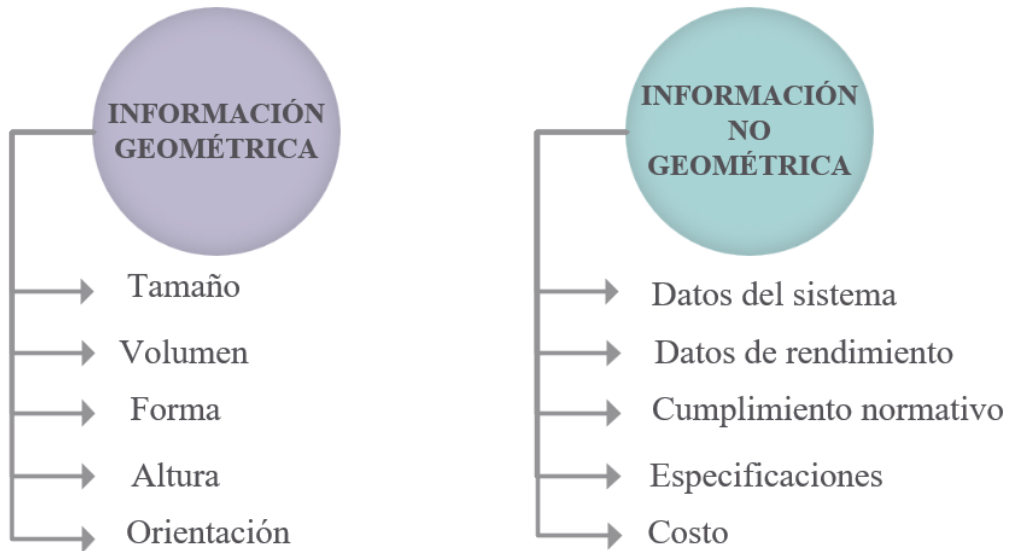 INFORMACIÓN
GEOMÉTRICA
Tamaño
Volumen
Forma
Altura
Orientación
INFORMACIÓN
NO
GEOMÉTRICA
Datos del sistema
Datos de rendimiento
Cumplimiento normativo
Especificaciones
Costo